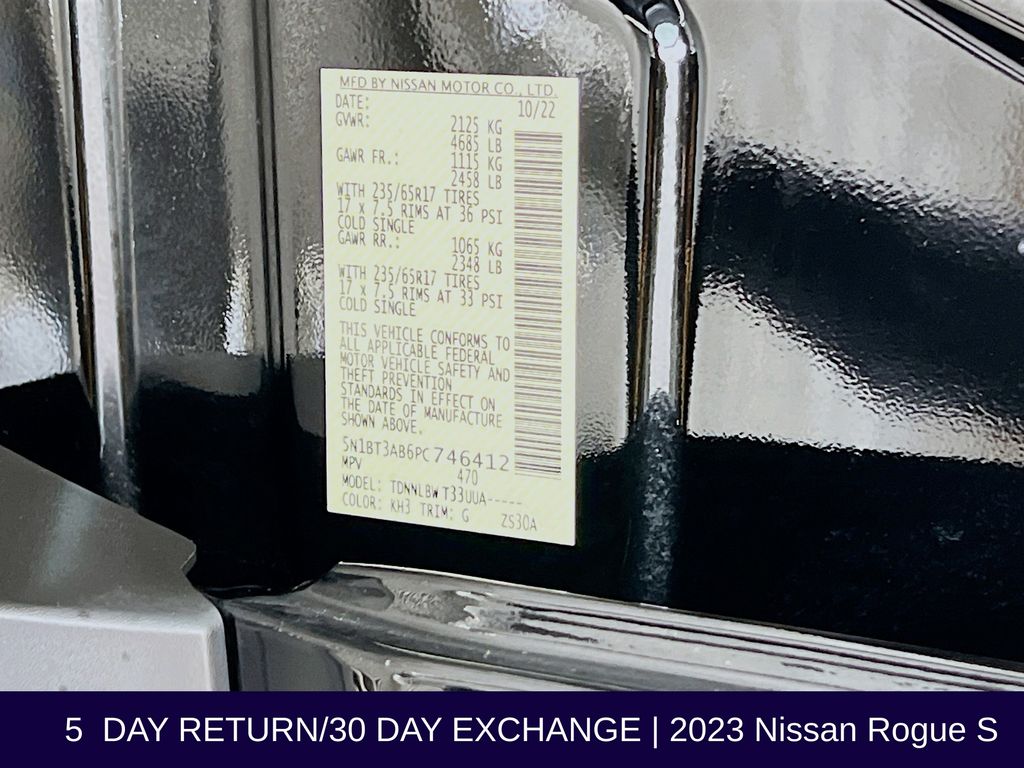 MFD BY NISSAN MOTOR CO., LTD.
DATE: 10/22
GVWR: 2125 KG
4685 LB
GAWR FR.: 1115 KG
2458 LB
WITH 235/65R17 TIRES
17 X 7.5 RIMS AT 36 PSI
COLD SINGLE
GAWR RR.: 1065 KG
2348 LB
WITH 235/65R17 TIRES
17 X 7.5 RIMS AT 33 PSI
COLD SINGLE
THIS VEHICLE CONFORMS TO
ALL APPLICABLE FEDERAL
MOTOR VEHICLE SAFETY AND
THEFT PREVENTION
STANDARDS IN EFFECT ON
THE DATE OF MANUFACTURE
SHOWN ABOVE.
5N1BT3AB6PC746412
MPV 470
MODEL: TDNNLBW T33UUA-----
COLOR: KH3 TRIM: G ZS30A
5 DAY RETURN/30 DAY EXCHANGE | 2023 Nissan Rogue S